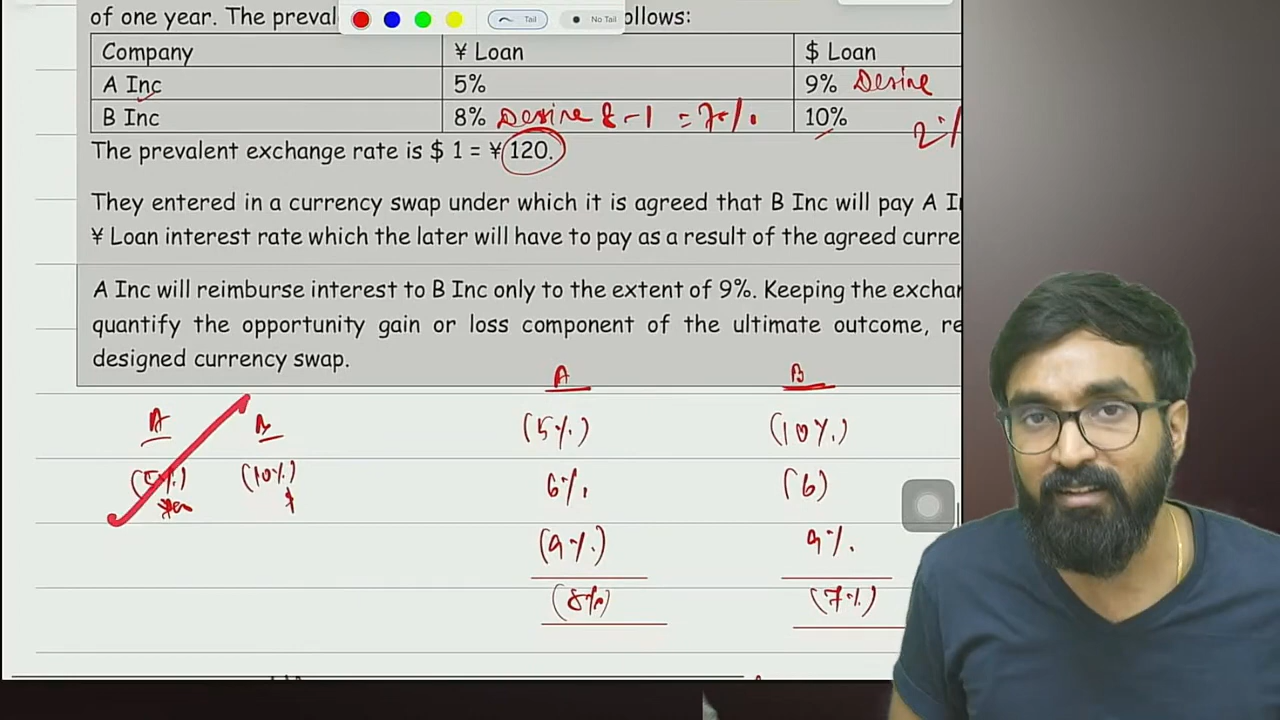 of one year. The preval
Tail
No Tail
ollows:
Company ¥ Loan $ Loan
A Inc 5% 9% Desire
B Inc 8% Desire 8-1 = 7% 10% 2%
The prevalent exchange rate is $ 1 = ¥ 120.
They entered in a currency swap under which it is agreed that B Inc will pay A I
¥ Loan interest rate which the later will have to pay as a result of the agreed curre
A Inc will reimburse interest to B Inc only to the extent of 9%. Keeping the exchan
quantify the opportunity gain or loss component of the ultimate outcome, re
designed currency swap.
A B
A B (5%) (10%)
(5%) (10%) 6% (6)
$
(9%) 9%.
(8%) (7%)